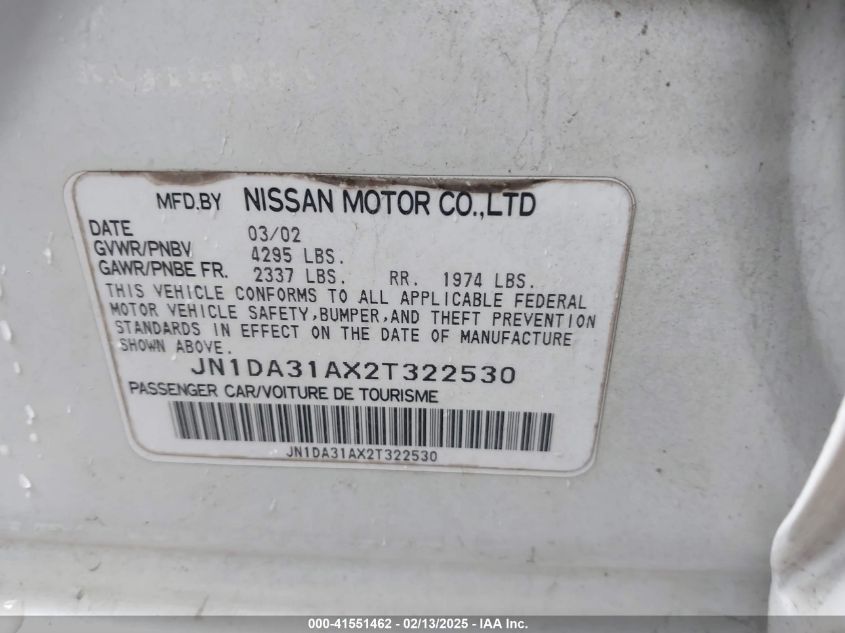 MFD.BY NISSAN MOTOR CO.,LTD
DATE 03/02
GVWR/PNBV 4295 LBS.
GAWR/PNBE FR. 2337 LBS. RR. 1974 LBS.
THIS VEHICLE CONFORMS TO ALL APPLICABLE FEDERAL
MOTOR VEHICLE SAFETY,BUMPER,AND THEFT PREVENTION
STANDARDS IN EFFECT ON THE DATE OF MANUFACTURE
SHOWN ABOVE.
JN1DA31AX2T322530
PASSENGER CAR/VOITURE DE TOURISME
JN1DA31AX2T322530
000-41551462 - 02/13/2025 - IAA Inc.